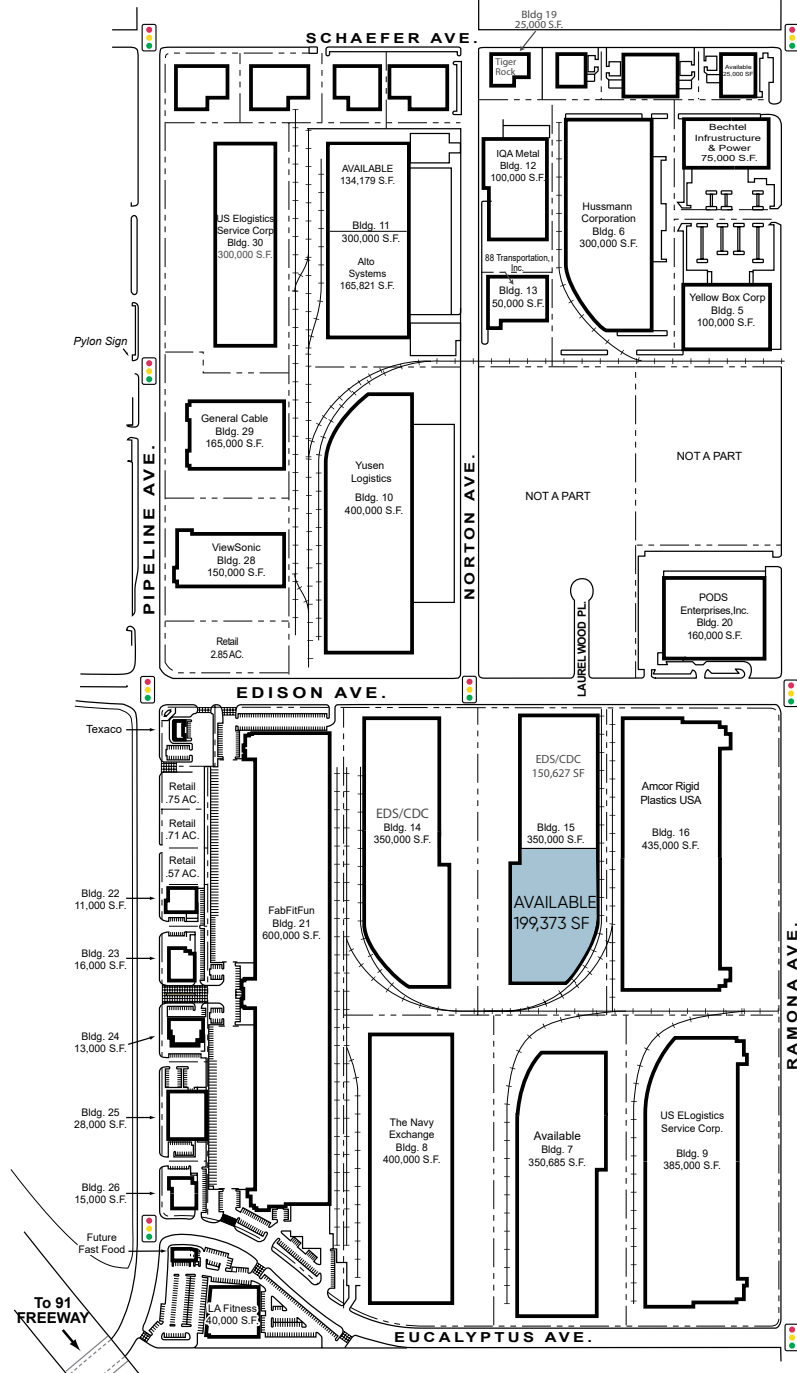 Bldg 19
25,000 S.F.
SCHAEFER AVE.
Tiger
Rock
Available
25,000 SF
US Elogistics
Service Corp
Bldg. 30
300,000 S.F.
AVAILABLE
134,179 S.F.
Bldg. 11
300,000 S.F.
Alto
Systems
165,821 S.F.
IQA Metal
Bldg. 12
100,000 S.F.
88 Transportation,
Inc.
Bldg. 13
50,000 S.F.
Hussmann
Corporation
Bldg. 6
300,000 S.F.
Bechtel
Infrustructure
& Power
75,000 S.F.
Yellow Box Corp
Bldg. 5
100,000 S.F.
Pylon Sign
PIPELINE AVE.
General Cable
Bldg. 29
165,000 S.F.
Yusen
Logistics
Bldg. 10
400,000 S.F.
NORTON AVE.
NOT A PART
NOT A PART
ViewSonic
Bldg. 28
150,000 S.F.
Retail
2.85 AC.
LAURELWOOD PL.
PODS
Enterprises,Inc.
Bldg. 20
160,000 S.F.
EDISON AVE.
Texaco
Retail
.75 AC.
Retail
.71 AC.
Retail
.57 AC.
Bldg. 22
11,000 S.F.
Bldg. 23
16,000 S.F.
Bldg. 24
13,000 S.F.
Bldg. 25
28,000 S.F.
Bldg. 26
15,000 S.F.
Future
Fast Food
FabFitFun
Bldg. 21
600,000 S.F.
EDS/CDC
Bldg. 14
350,000 S.F.
EDS/CDC
150,627 SF
Bldg. 15
350,000 S.F.
AVAILABLE
199,373 SF
Amcor Rigid
Plastics USA
Bldg. 16
435,000 S.F.
RAMONA AVE.
The Navy
Exchange
Bldg. 8
400,000 S.F.
Available
Bldg. 7
350,685 S.F.
US ELogistics
Service Corp.
Bldg. 9
385,000 S.F.
To 91
FREEWAY
LA Fitness
40,000 S.F.
EUCALYPTUS AVE.